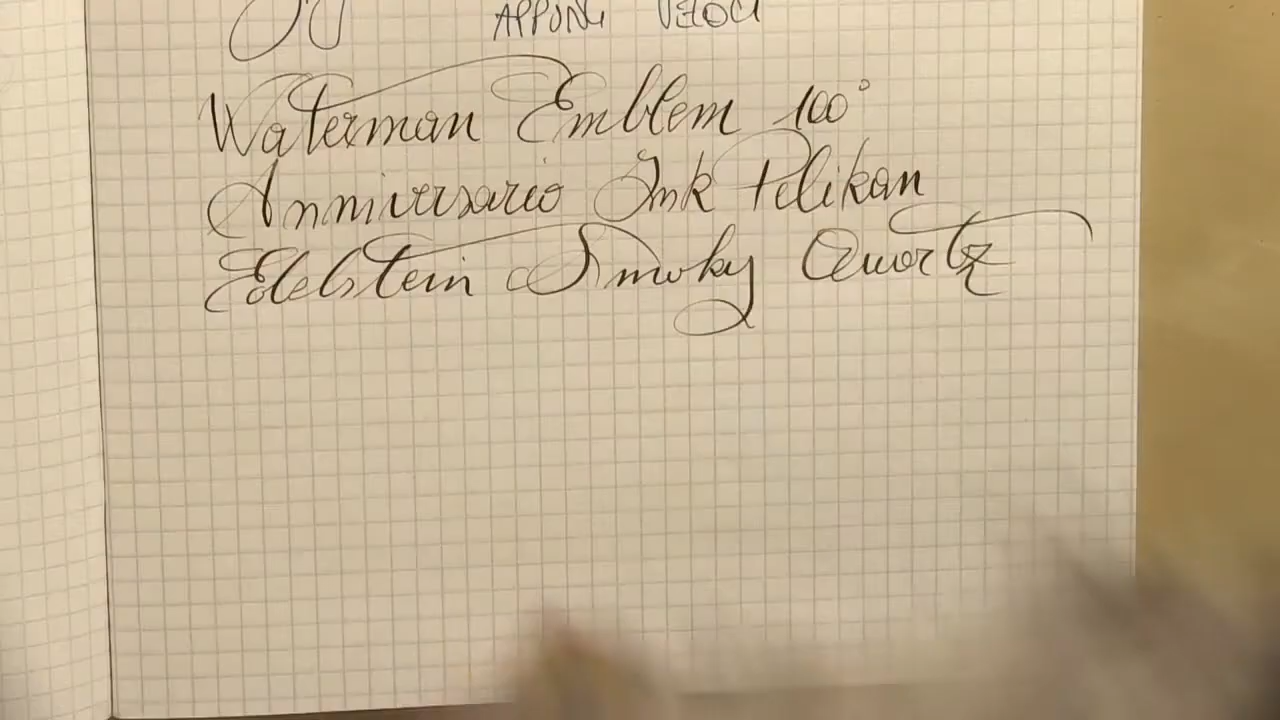 APPUNTI VELOCI
Waterman Emblem 100°
Anniversario Ink Pelikan
Edelstein Smoky Quartz